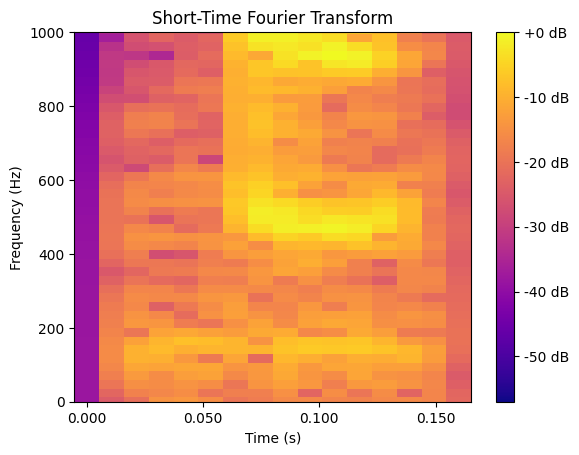 Short-Time Fourier Transform
1000
800
600
400
200
0
Frequency (Hz)
0.000
0.050
0.100
0.150
Time (s)
+0 dB
-10 dB
-20 dB
-30 dB
-40 dB
-50 dB